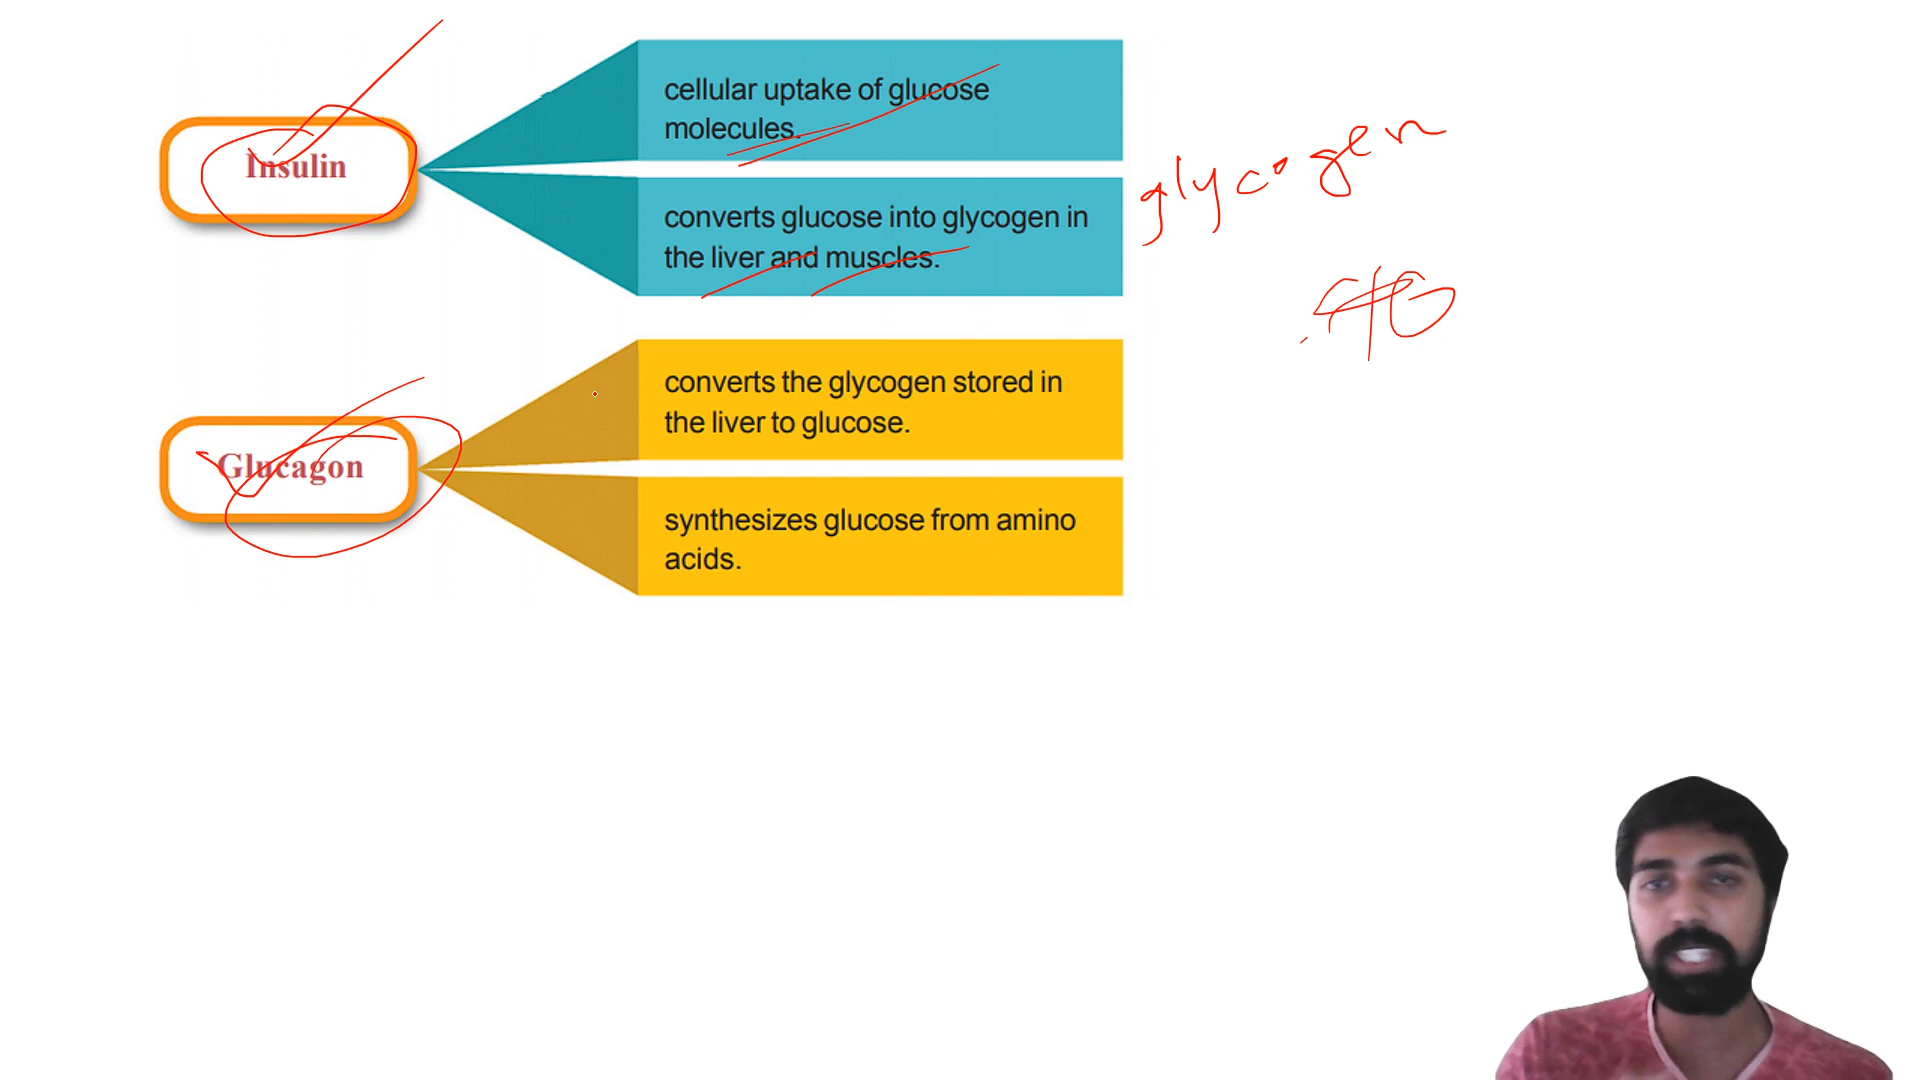 Insulin
cellular uptake of glucose
molecules.
converts glucose into glycogen in
the liver and muscles.
glycogen
Glucagon
converts the glycogen stored in
the liver to glucose.
synthesizes glucose from amino
acids.